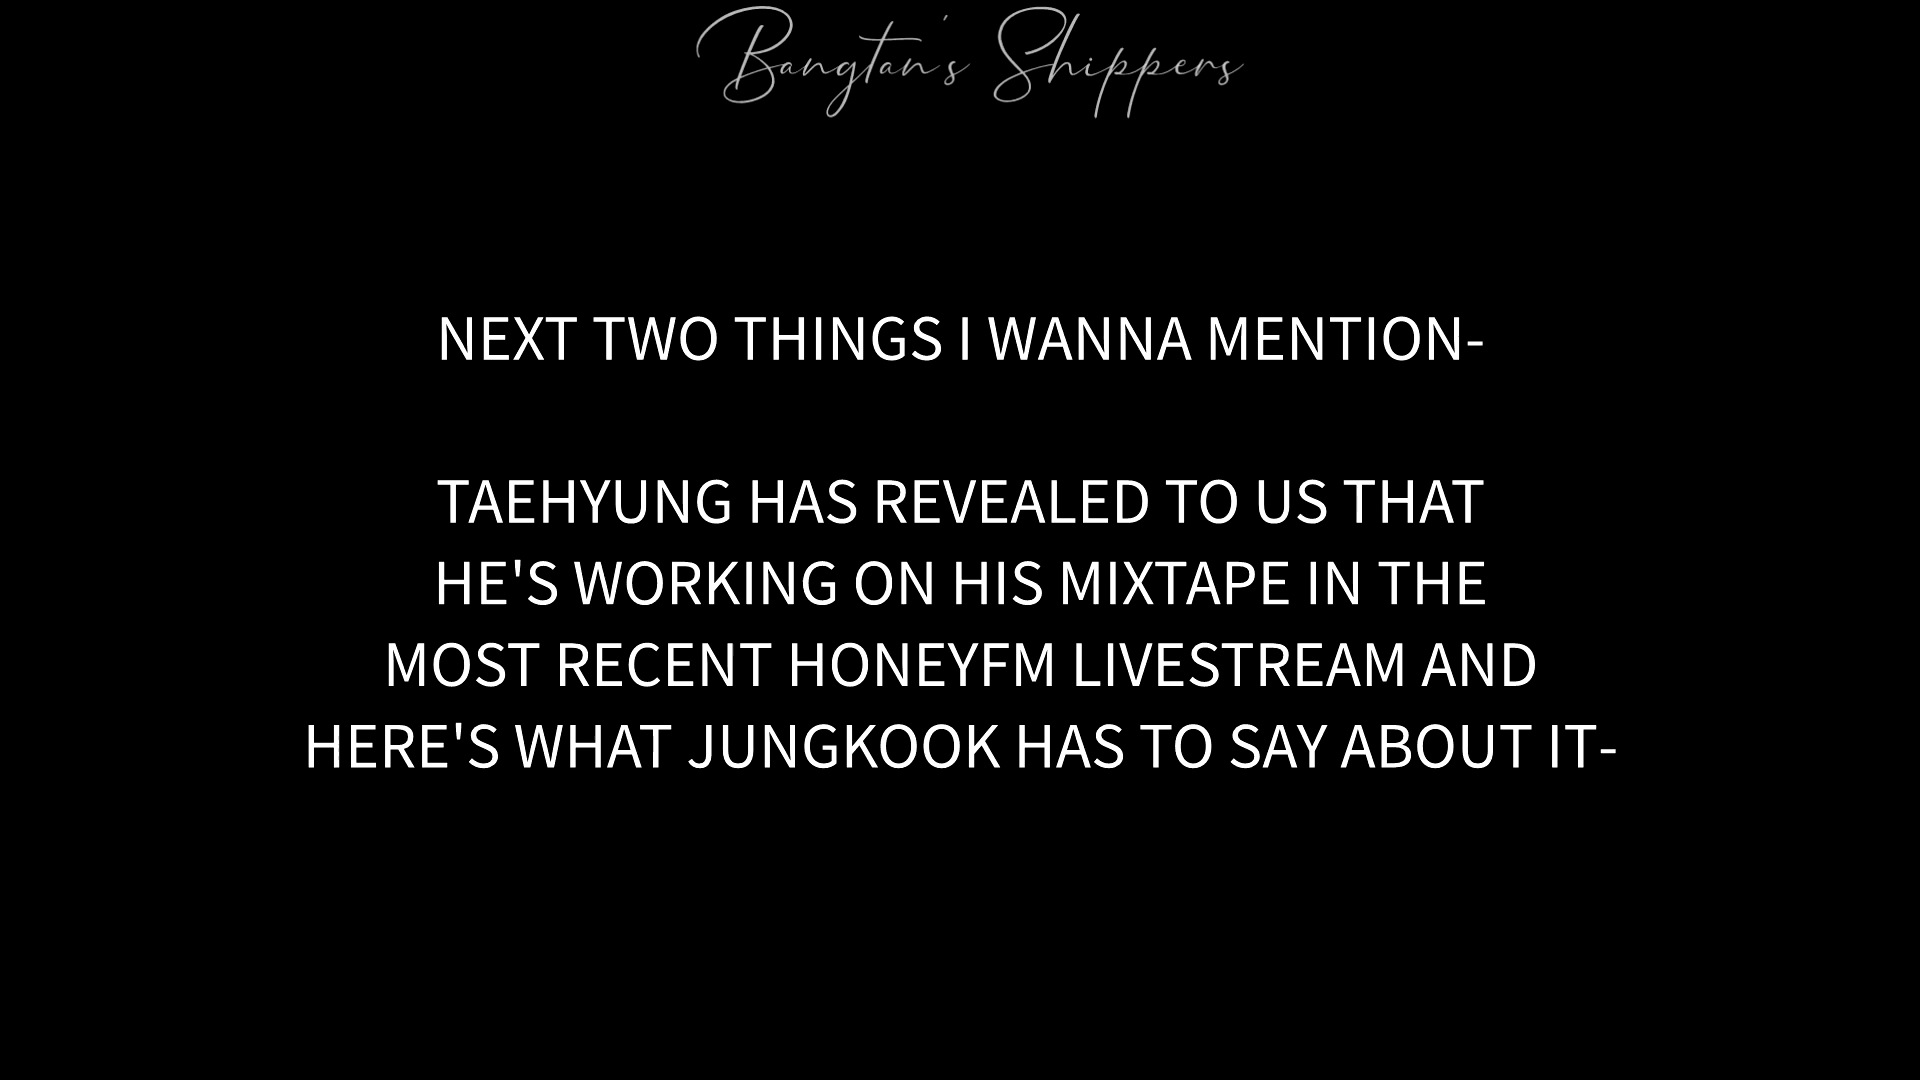 Bangtan's Shippers
NEXT TWO THINGS I WANNA MENTION-
TAEHYUNG HAS REVEALED TO US THAT
HE'S WORKING ON HIS MIXTAPE IN THE
MOST RECENT HONEYFM LIVESTREAM AND
HERE'S WHAT JUNGKOOK HAS TO SAY ABOUT IT-